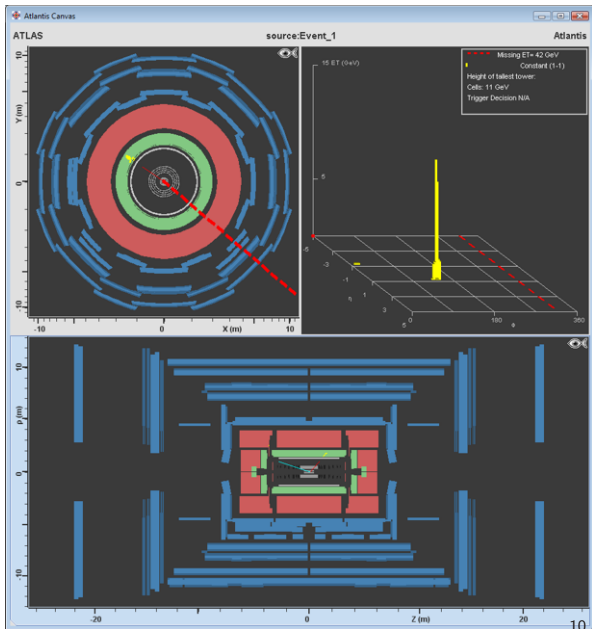 Atlantis Canvas
ATLAS source:Event_1 Atlantis
10
Y (m)
0
-10
-10 0 X (m) 10
15 ET (GeV)
5
Missing ET= 42 GeV
Constant (1-1)
Height of tallest tower:
Cells: 11 GeV
Trigger Decision N/A
-5
-3
-1
η
1
3
5
0
180
φ
360
10
ρ (m)
0
-10
-20 0 Z (m) 20
10